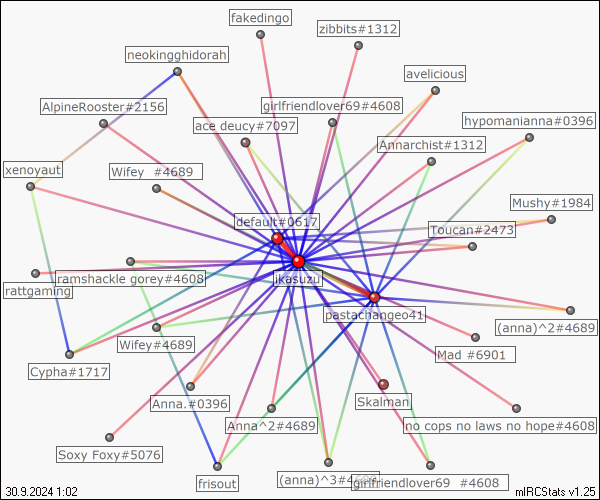 fakedingo
zibbits#1312
neokingghidorah
avelicious
AlpineRooster#2156
girlfriendlover69#4608
hypomanianna#0396
ace deucy#7097
Annarchist#1312
xenoyaut
Wifey  #4689
Mushy#1984
default#0617
Toucan#2473
ikasuzu
rattgaming
ramshackle gorey#4608
pastachangeo41
(anna)^2#4689
Wifey#4689
Mad #6901
Cypha#1717
Anna.#0396
Skalman
Anna^2#4689
no cops no laws no hope#4608
Soxy Foxy#5076
frisout
(anna)^3#4689
girlfriendlover69  #4608
30.9.2024 1:02
mIRCStats v1.25